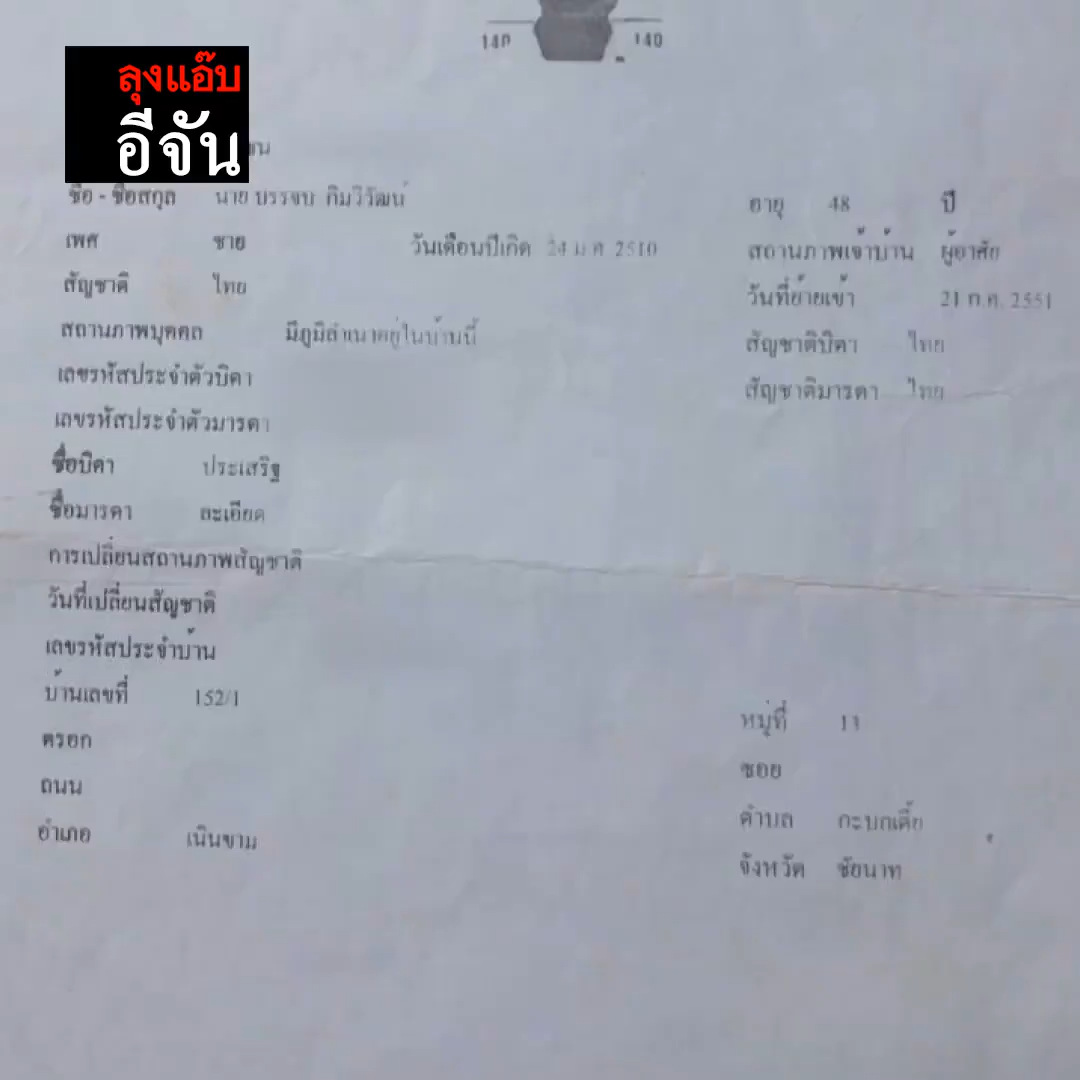 140 140
ลุงแอ๊บ
อีจัน
ชื่อ - ชื่อสกุล นาย บรรจบ กิมวิวัฒน์ อายุ 48 ปี
เพศ ชาย วันเดือนปีเกิด 24 ม.ค. 2510 สถานภาพเจ้าบ้าน ผู้อาศัย
สัญชาติ ไทย วันที่ย้ายเข้า 21 ก.ค. 2551
สถานภาพบุคคล มีภูมิลำเนาอยู่ในบ้านนี้ สัญชาติบิดา ไทย
เลขรหัสประจำตัวบิดา สัญชาติมารดา ไทย
เลขรหัสประจำตัวมารดา
ชื่อบิดา ประเสริฐ
ชื่อมารดา ละเอียด
การเปลี่ยนสถานภาพสัญชาติ
วันที่เปลี่ยนสัญชาติ
เลขรหัสประจำบ้าน
บ้านเลขที่ 152/1 หมู่ที่ 11
ตรอก ซอย
ถนน ตำบล กะบกเตี้ย
อำเภอ เนินขาม จังหวัด ชัยนาท